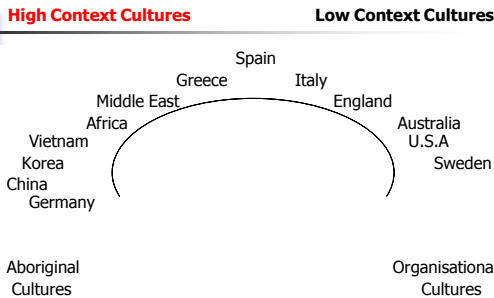 High Context Cultures
Low Context Cultures
Spain
Greece
Italy
Middle East
England
Africa
Australia
Vietnam
U.S.A
Korea
Sweden
China
Germany
Aboriginal
Cultures
Organisationa
Cultures